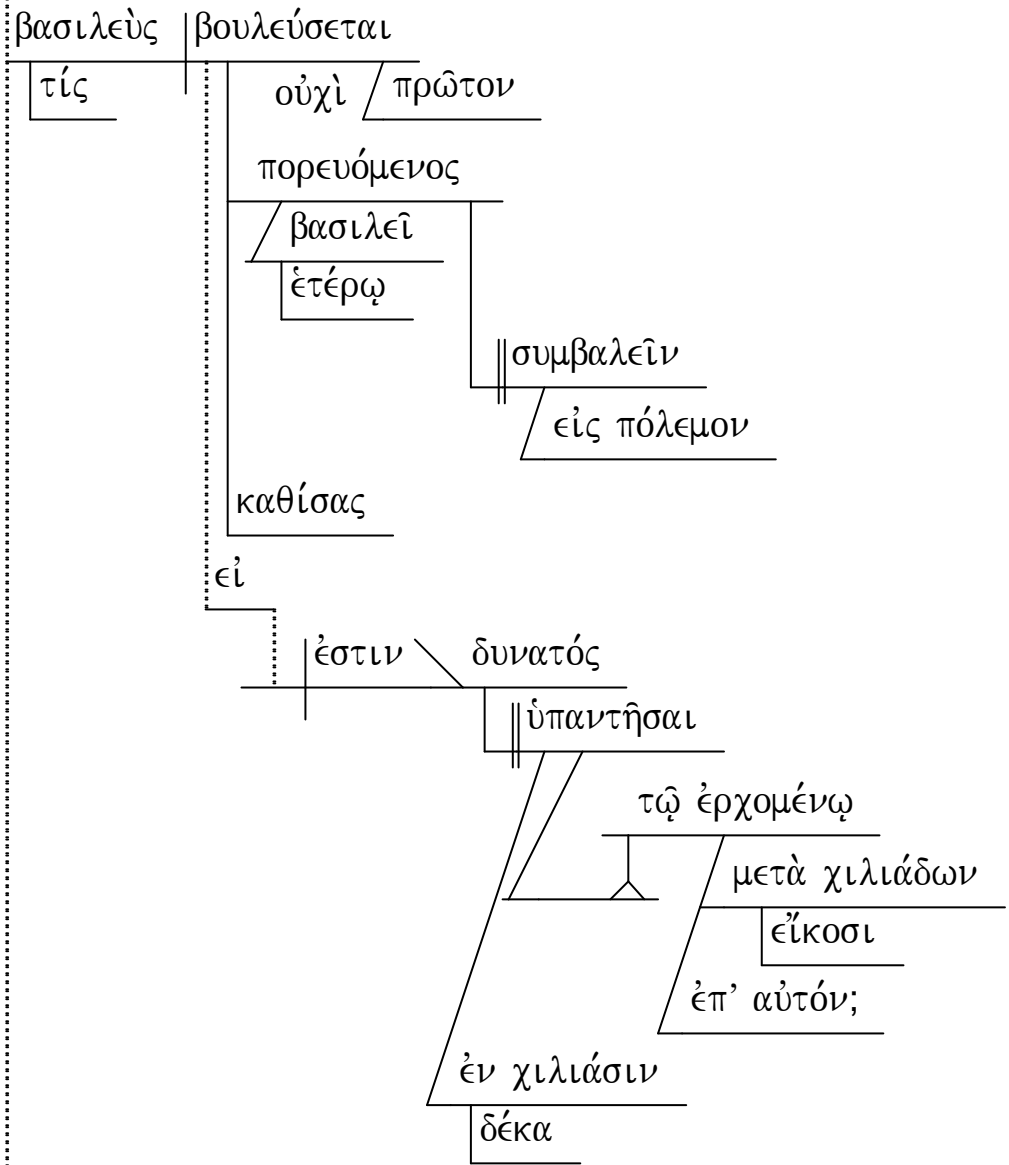 βασιλεὺς βουλεύσεται
τίς οὐχὶ πρῶτον
πορευόμενος
βασιλεῖ
ἑτέρῳ
συμβαλεῖν
εἰς πόλεμον
καθίσας
εἰ
ἐστιν δυνατός
ὑπαντῆσαι
τῷ ἐρχομένῳ
μετὰ χιλιάδων
εἴκοσι
ἐπ’ αὐτόν;
ἐν χιλιάσιν
δέκα